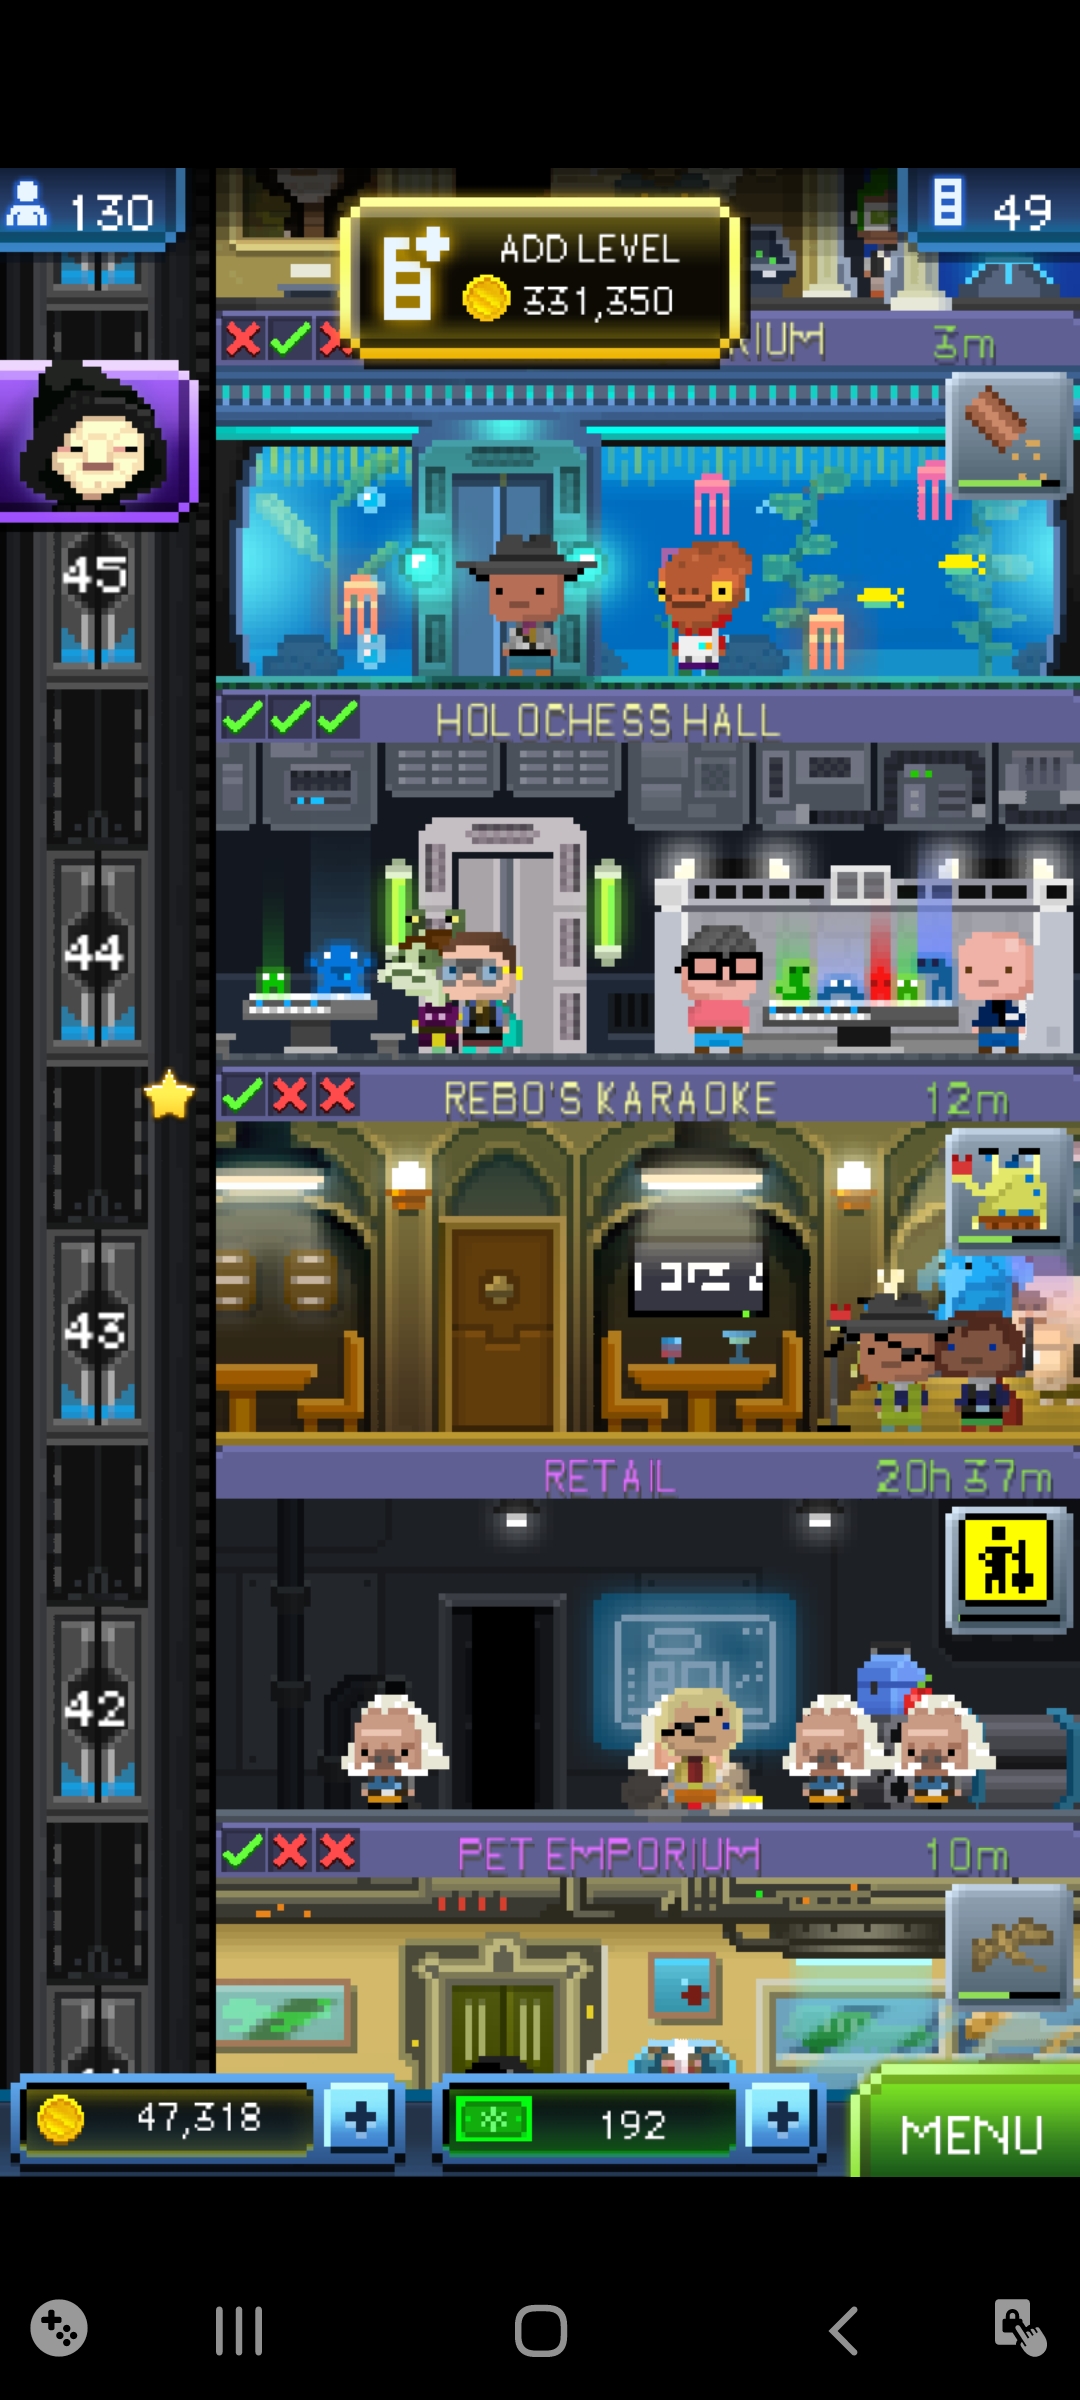 130
49
ADD LEVEL
331,350
RIUM 3m
45
HOLOCHESS HALL
44
REBO'S KARAOKE 12m
43
RETAIL 20h 37m
42
PET EMPORIUM 10m
47,318
192
MENU